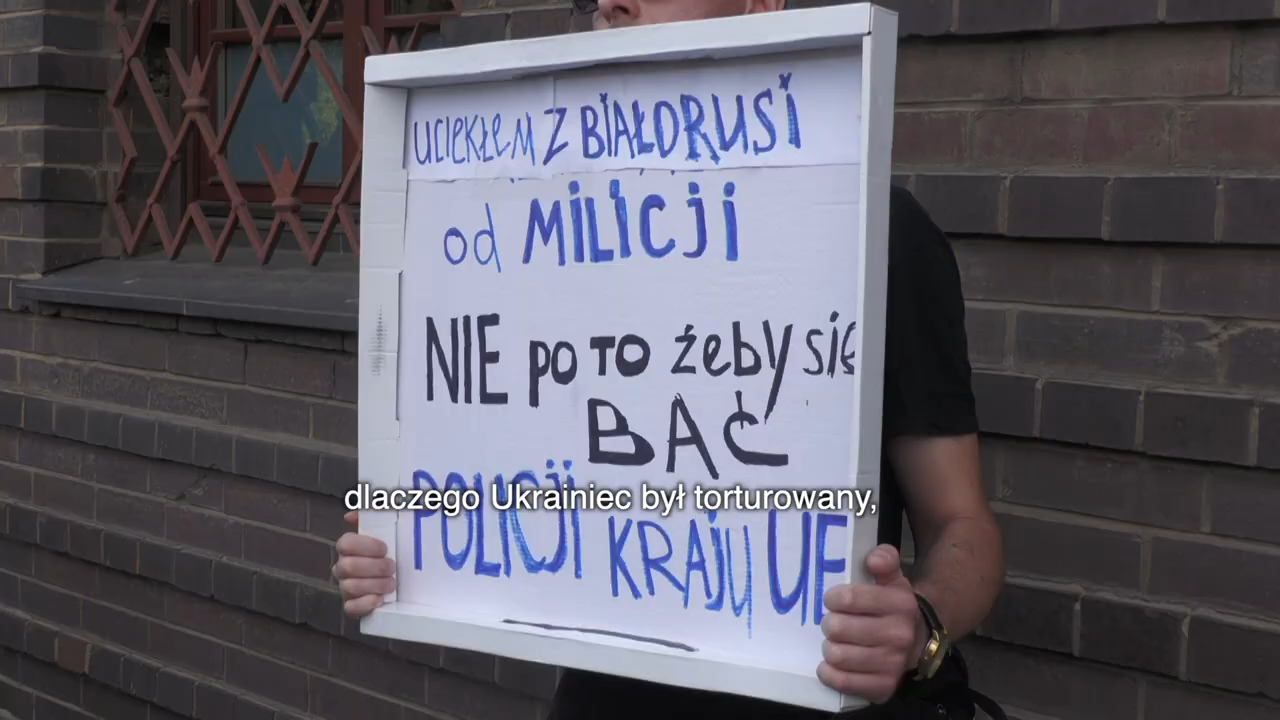 UCIEKŁEM Z BIAŁORUSI
od MILICji
NIE po TO żeby się
BAĆ
dlaczego Ukrainiec był torturowany,
POLICji KRAjU UE